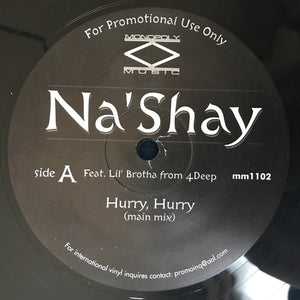 For Promotional Use Only
MONOPOLY
MUSIC
Na'Shay
side A Feat. Lil' Brotha from 4Deep mm1102
Hurry, Hurry
(main mix)
For international vinyl inquires contact: promoinq@aol.com